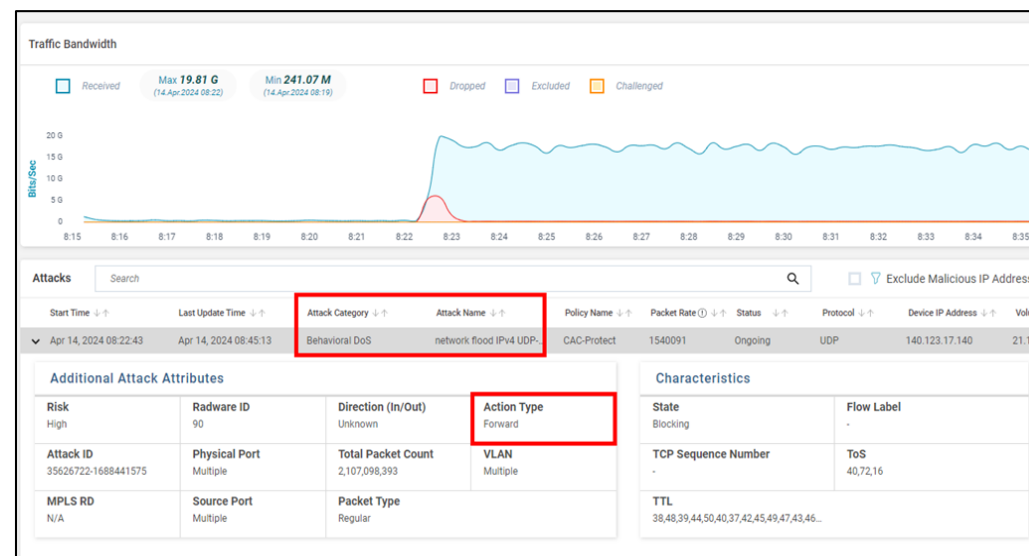 Traffic Bandwidth
Received Max 19.81 G Min 241.07 M Dropped Excluded Challenged
(14.Apr.2024 08:22) (14.Apr.2024 08:19)
Bits/Sec
20 G
15 G
10 G
5 G
0
8:15 8:16 8:17 8:18 8:19 8:20 8:21 8:22 8:23 8:24 8:25 8:26 8:27 8:28 8:29 8:30 8:31 8:32 8:33 8:34 8:35
Attacks Search Exclude Malicious IP Address
Start Time Last Update Time Attack Category Attack Name Policy Name Packet Rate Status Protocol Device IP Address Volu
Apr 14, 2024 08:22:43 Apr 14, 2024 08:45:13 Behavioral DoS network flood IPv4 UDP-.. CAC-Protect 1540091 Ongoing UDP 140.123.17.140 21.1
Additional Attack Attributes Characteristics
Risk Radware ID Direction (In/Out) Action Type State Flow Label
High 90 Unknown Forward Blocking -
Attack ID Physical Port Total Packet Count VLAN TCP Sequence Number ToS
35626722-1688441575 Multiple 2,107,098,393 Multiple - 40,72,16
MPLS RD Source Port Packet Type TTL
N/A Multiple Regular 38,48,39,44,50,40,37,42,45,49,47,43,46...